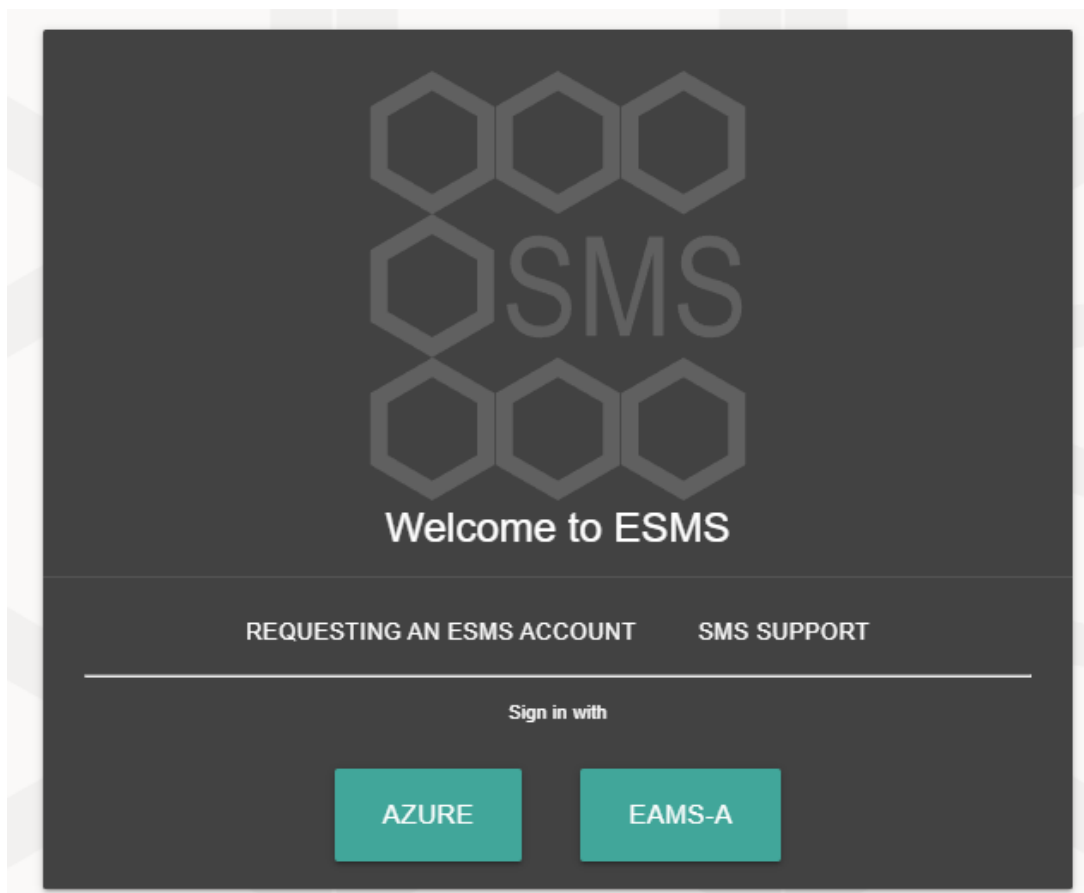 SMS
Welcome to ESMS
REQUESTING AN ESMS ACCOUNT SMS SUPPORT
Sign in with
AZURE EAMS-A